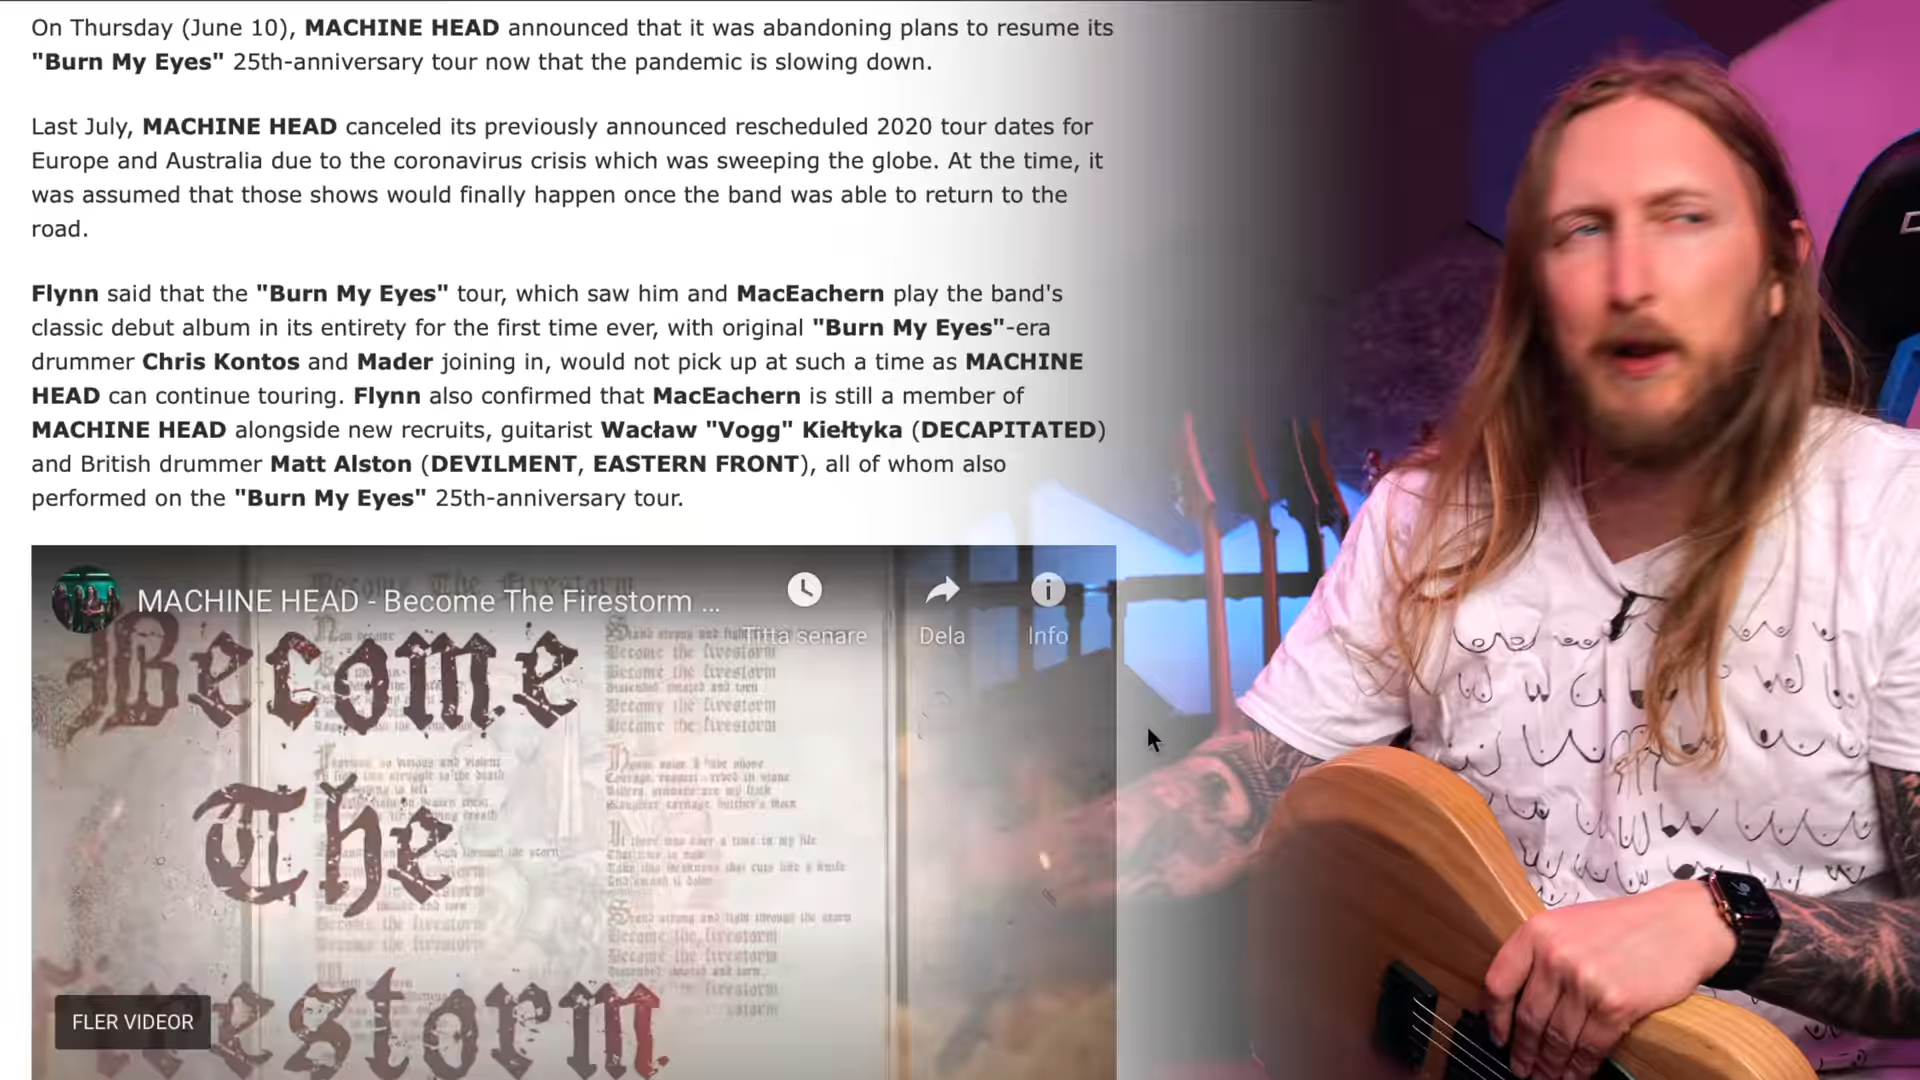 On Thursday (June 10), MACHINE HEAD announced that it was abandoning plans to resume its
"Burn My Eyes" 25th-anniversary tour now that the pandemic is slowing down.
Last July, MACHINE HEAD canceled its previously announced rescheduled 2020 tour dates for
Europe and Australia due to the coronavirus crisis which was sweeping the globe. At the time, it
was assumed that those shows would finally happen once the band was able to return to the
road.
Flynn said that the "Burn My Eyes" tour, which saw him and MacEachern play the band's
classic debut album in its entirety for the first time ever, with original "Burn My Eyes"-era
drummer Chris Kontos and Mader joining in, would not pick up at such a time as MACHINE
HEAD can continue touring. Flynn also confirmed that MacEachern is still a member of
MACHINE HEAD alongside new recruits, guitarist Wacław "Vogg" Kiełtyka (DECAPITATED)
and British drummer Matt Alston (DEVILMENT, EASTERN FRONT), all of whom also
performed on the "Burn My Eyes" 25th-anniversary tour.
MACHINE HEAD - Become The Firestorm ...
Titta senare
Dela
Info
Become
The
Firestorm
Become the firestorm
Become the firestorm
Become the firestorm
Become the firestorm
Stand strong and fight through the storm
Become the firestorm
Become the firestorm
FLER VIDEOR